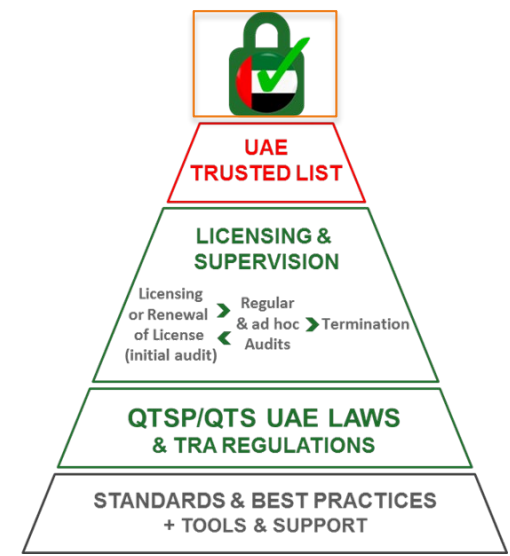 UAE
TRUSTED LIST
LICENSING &
SUPERVISION
Licensing
or Renewal
of License
(initial audit)
Regular
& ad hoc
Audits
Termination
QTSP/QTS UAE LAWS
& TRA REGULATIONS
STANDARDS & BEST PRACTICES
+ TOOLS & SUPPORT